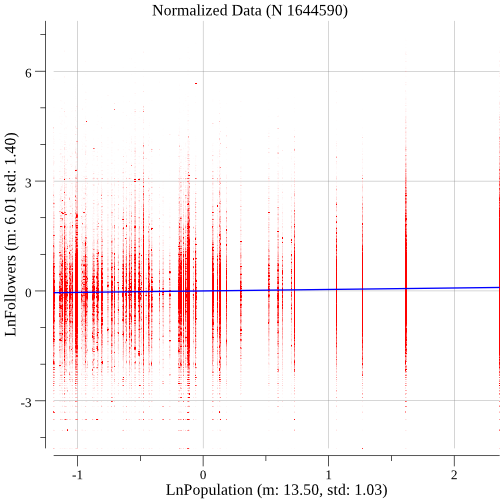 Normalized Data (N 1644590)
6
3
0
-3
LnFollowers (m: 6.01 std: 1.40)
-1
0
1
2
LnPopulation (m: 13.50, std: 1.03)